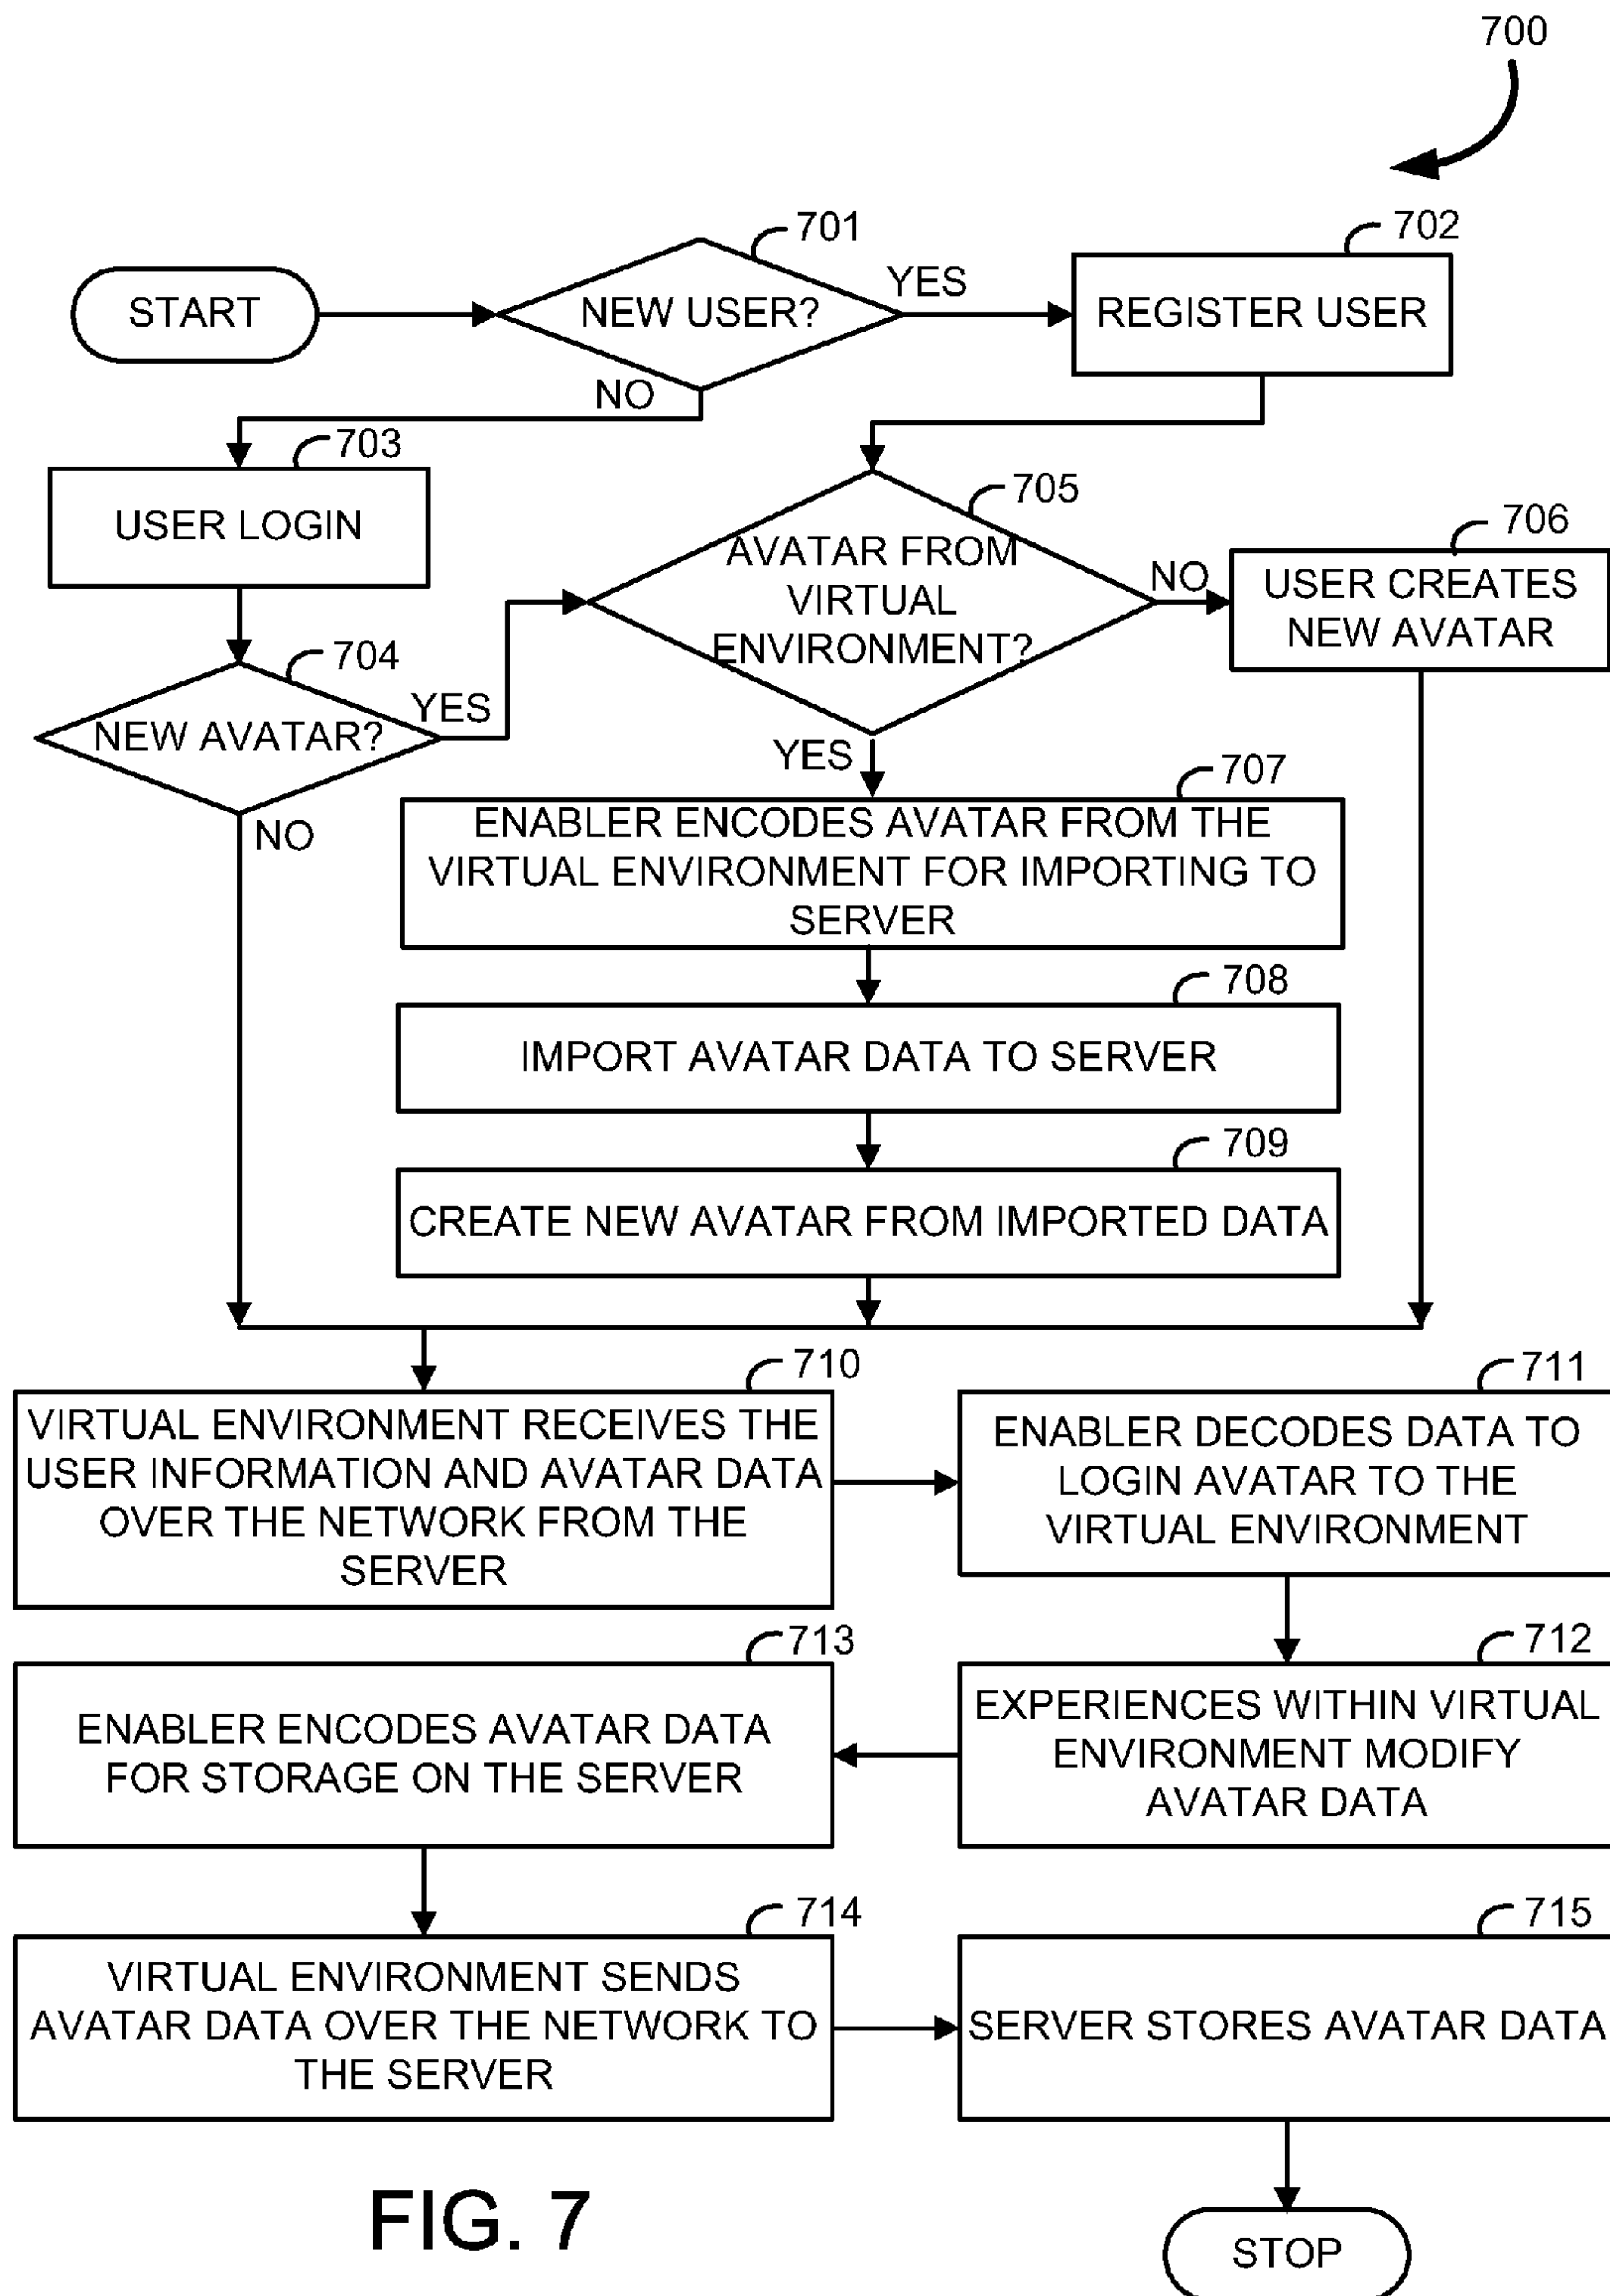 700
701
702
START
NEW USER?
YES
REGISTER USER
NO
703
USER LOGIN
705
AVATAR FROM
VIRTUAL
ENVIRONMENT?
NO
706
USER CREATES
NEW AVATAR
704
NEW AVATAR?
YES
NO
YES
707
ENABLER ENCODES AVATAR FROM THE
VIRTUAL ENVIRONMENT FOR IMPORTING TO
SERVER
708
IMPORT AVATAR DATA TO SERVER
709
CREATE NEW AVATAR FROM IMPORTED DATA
710
VIRTUAL ENVIRONMENT RECEIVES THE
USER INFORMATION AND AVATAR DATA
OVER THE NETWORK FROM THE
SERVER
711
ENABLER DECODES DATA TO
LOGIN AVATAR TO THE
VIRTUAL ENVIRONMENT
712
EXPERIENCES WITHIN VIRTUAL
ENVIRONMENT MODIFY
AVATAR DATA
713
ENABLER ENCODES AVATAR DATA
FOR STORAGE ON THE SERVER
714
VIRTUAL ENVIRONMENT SENDS
AVATAR DATA OVER THE NETWORK TO
THE SERVER
715
SERVER STORES AVATAR DATA
STOP
FIG. 7